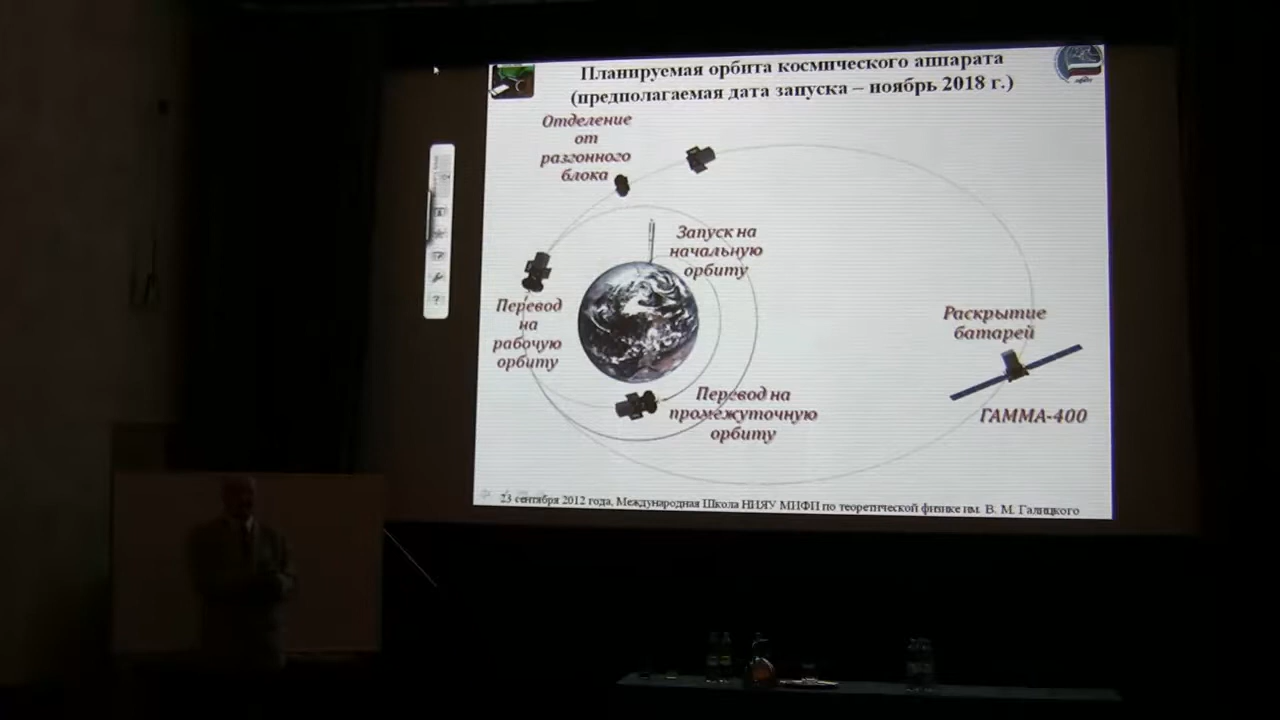 Планируемая орбита космического аппарата
(предполагаемая дата запуска – ноябрь 2018 г.)
Отделение
от
разгонного
блока
Запуск на
начальную
орбиту
Перевод
на
рабочую
орбиту
Раскрытие
батарей
Перевод на
промежуточную
орбиту
ГАММА-400
23 сентября 2012 года, Международная Школа НИЯУ МИФИ по теоретической физике им. В. М. Галицкого
?